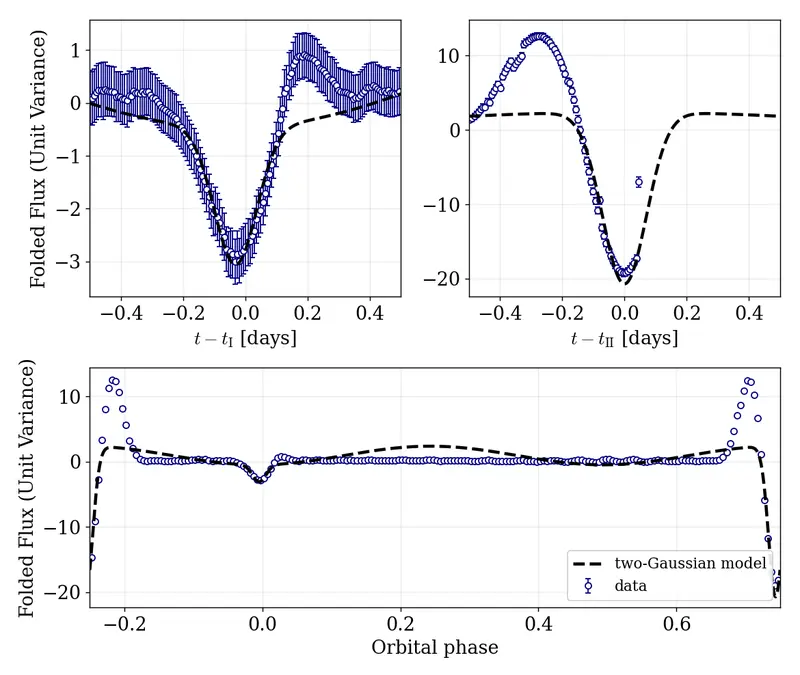 Folded Flux (Unit Variance)
1
0
−1
−2
−3
−0.4 −0.2 0.0 0.2 0.4
t − t_I [days]
10
0
−10
−20
−0.4 −0.2 0.0 0.2 0.4
t − t_II [days]
Folded Flux (Unit Variance)
10
0
−10
−20
two-Gaussian model
data
−0.2 0.0 0.2 0.4 0.6
Orbital phase